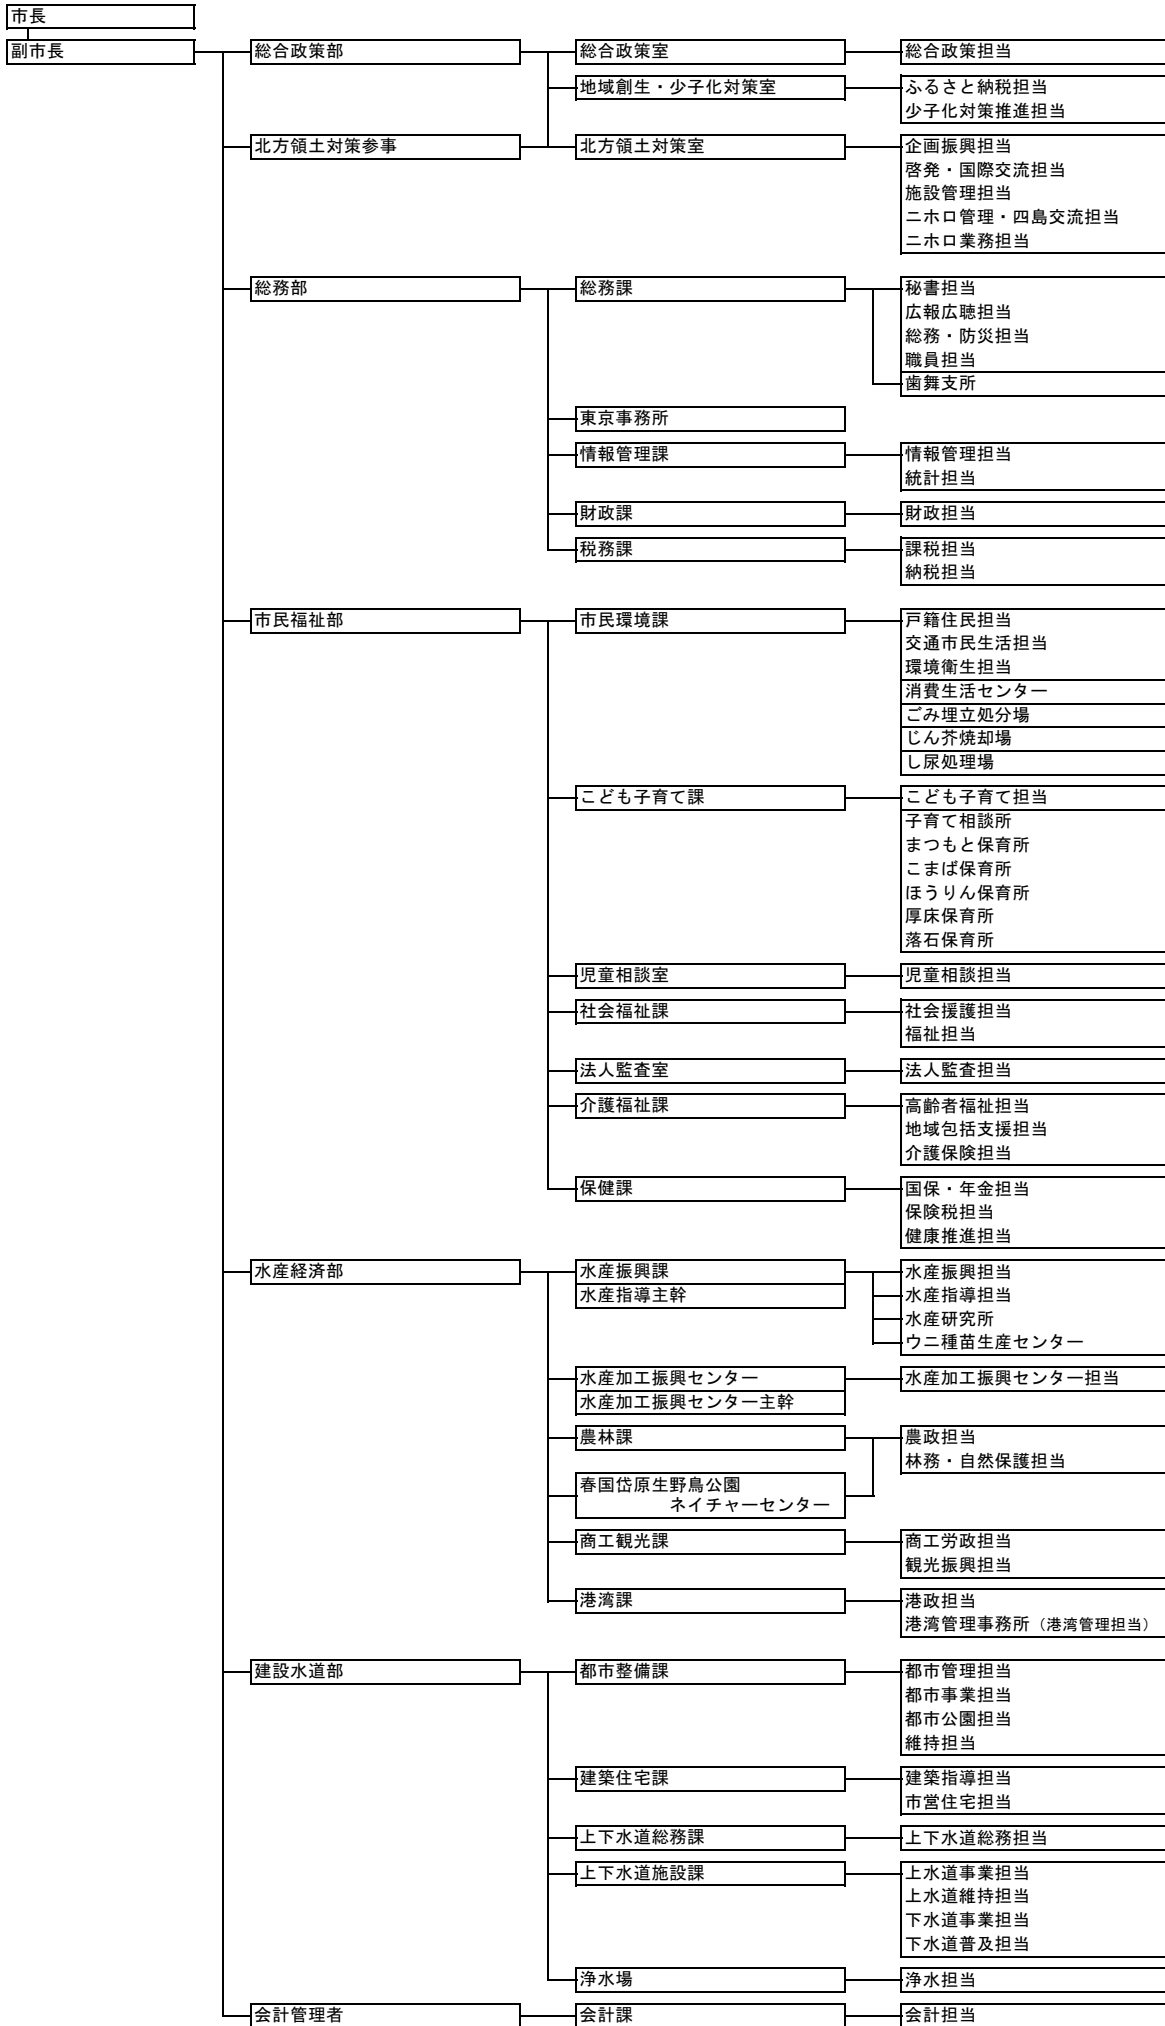 市長
副市長
総合政策部
総合政策室
総合政策担当
地域創生・少子化対策室
ふるさと納税担当
少子化対策推進担当
北方領土対策参事
北方領土対策室
企画振興担当
啓発・国際交流担当
施設管理担当
ニホロ管理・四島交流担当
ニホロ業務担当
総務部
総務課
秘書担当
広報広聴担当
総務・防災担当
職員担当
歯舞支所
東京事務所
情報管理課
情報管理担当
統計担当
財政課
財政担当
税務課
課税担当
納税担当
市民福祉部
市民環境課
戸籍住民担当
交通市民生活担当
環境衛生担当
消費生活センター
ごみ埋立処分場
じん芥焼却場
し尿処理場
こども子育て課
こども子育て担当
子育て相談所
まつもと保育所
こまば保育所
ほうりん保育所
厚床保育所
落石保育所
児童相談室
児童相談担当
社会福祉課
社会援護担当
福祉担当
法人監査室
法人監査担当
介護福祉課
高齢者福祉担当
地域包括支援担当
介護保険担当
保健課
国保・年金担当
保険税担当
健康推進担当
水産経済部
水産振興課
水産指導主幹
水産振興担当
水産指導担当
水産研究所
ウニ種苗生産センター
水産加工振興センター
水産加工振興センター主幹
水産加工振興センター担当
農林課
農政担当
林務・自然保護担当
春国岱原生野鳥公園
ネイチャーセンター
商工観光課
商工労政担当
観光振興担当
港湾課
港政担当
港湾管理事務所（港湾管理担当）
建設水道部
都市整備課
都市管理担当
都市事業担当
都市公園担当
維持担当
建築住宅課
建築指導担当
市営住宅担当
上下水道総務課
上下水道総務担当
上下水道施設課
上水道事業担当
上水道維持担当
下水道事業担当
下水道普及担当
浄水場
浄水担当
会計管理者
会計課
会計担当